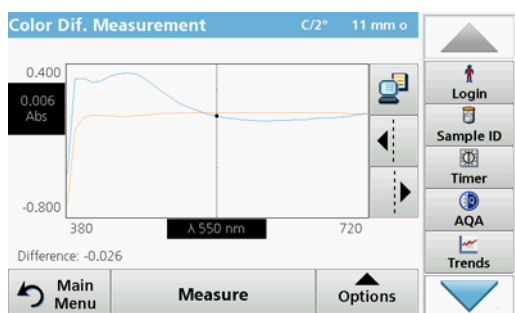 Color Dif. Measurement C/2° 11 mm o
0.400
0.006
Abs
-0.800
380 λ 550 nm 720
Difference: -0.026
Main
Menu
Measure
Options
Login
Sample ID
Timer
AQA
Trends